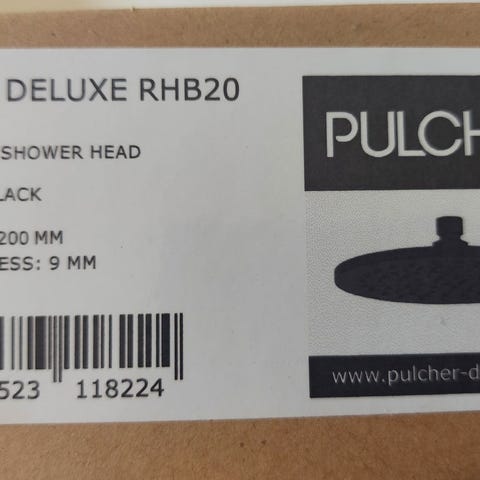 DELUXE RHB20
SHOWER HEAD
LACK
200 MM
ESS: 9 MM
523 118224
PULCH
www.pulcher-d